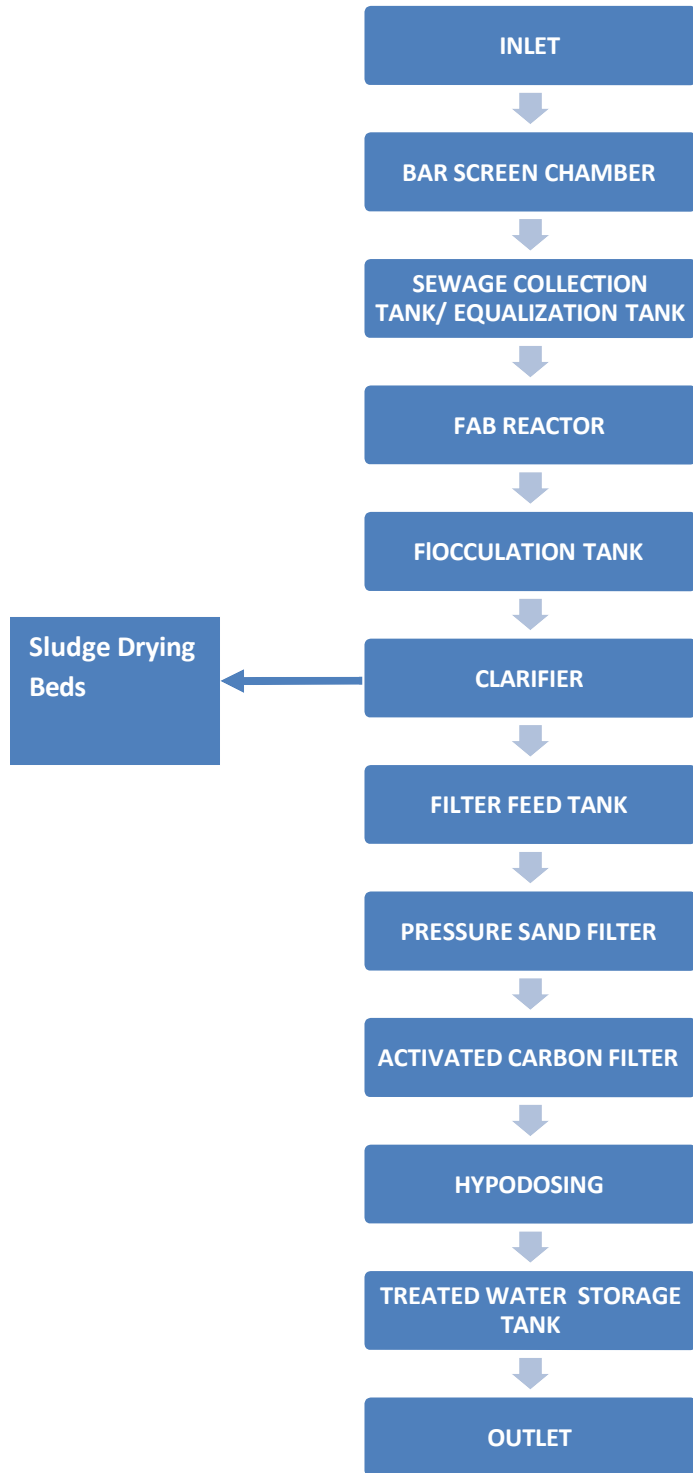 INLET
BAR SCREEN CHAMBER
SEWAGE COLLECTION
TANK/ EQUALIZATION TANK
FAB REACTOR
FlOCCULATION TANK
Sludge Drying
Beds
CLARIFIER
FILTER FEED TANK
PRESSURE SAND FILTER
ACTIVATED CARBON FILTER
HYPODOSING
TREATED WATER  STORAGE
TANK
OUTLET